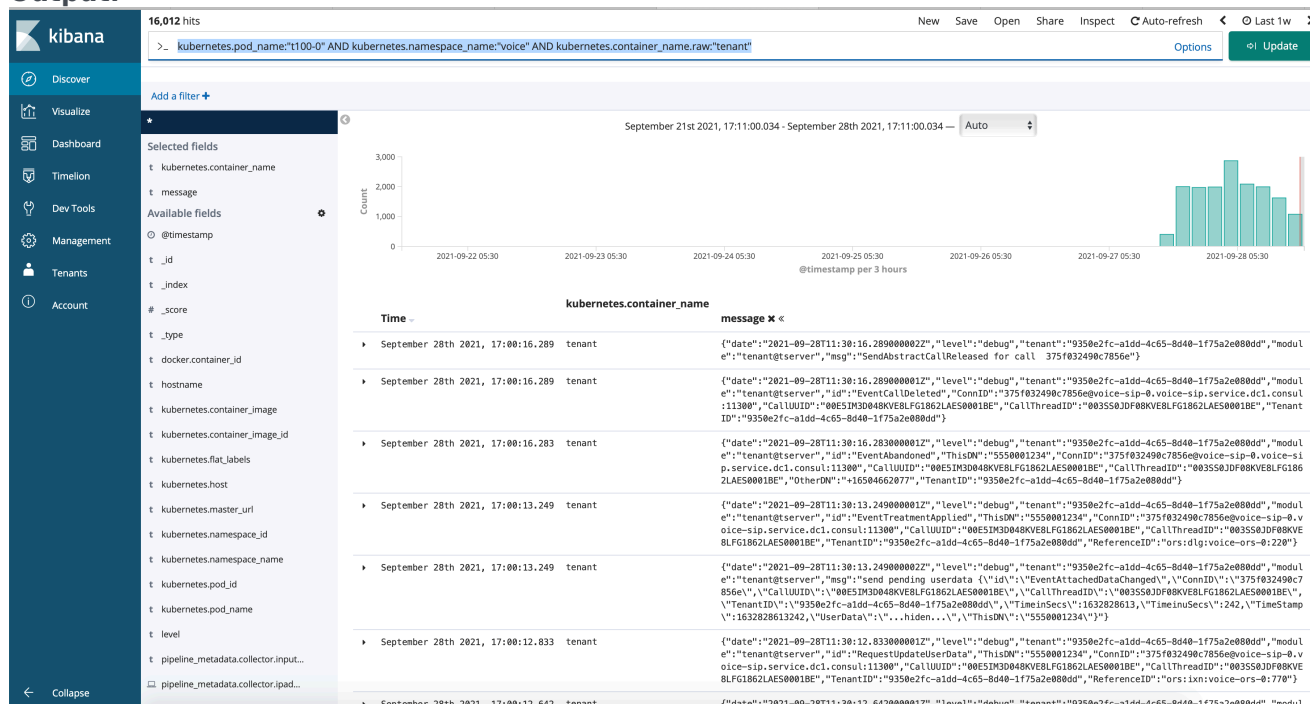 Output:
kibana
Discover
Visualize
Dashboard
Timelion
Dev Tools
Management
Tenants
Account
Collapse
16,012 hits
New Save Open Share Inspect Auto-refresh Last 1w
>_ kubernetes.pod_name:"t100-0" AND kubernetes.namespace_name:"voice" AND kubernetes.container_name.raw:"tenant"
Options
Update
Add a filter +
*
Selected fields
t kubernetes.container_name
t message
Available fields
@timestamp
t _id
t _index
# _score
t _type
t docker.container_id
t hostname
t kubernetes.container_image
t kubernetes.container_image_id
t kubernetes.flat_labels
t kubernetes.host
t kubernetes.master_url
t kubernetes.namespace_id
t kubernetes.namespace_name
t kubernetes.pod_id
t kubernetes.pod_name
t level
t pipeline_metadata.collector.input...
pipeline_metadata.collector.ipad...
September 21st 2021, 17:11:00.034 - September 28th 2021, 17:11:00.034 — Auto
3,000
2,000
1,000
0
Count
2021-09-22 05:30 2021-09-23 05:30 2021-09-24 05:30 2021-09-25 05:30 2021-09-26 05:30 2021-09-27 05:30 2021-09-28 05:30
@timestamp per 3 hours
kubernetes.container_name
Time message × «
September 28th 2021, 17:00:16.289 tenant {"date":"2021-09-28T11:30:16.289000002Z","level":"debug","tenant":"9350e2fc-a1dd-4c65-8d40-1f75a2e080dd","modul
e":"tenant@tserver","msg":"SendAbstractCallReleased for call  375f032490c7856e"}
September 28th 2021, 17:00:16.289 tenant {"date":"2021-09-28T11:30:16.289000001Z","level":"debug","tenant":"9350e2fc-a1dd-4c65-8d40-1f75a2e080dd","modul
e":"tenant@tserver","id":"EventCallDeleted","ConnID":"375f032490c7856e@voice-sip-0.voice-sip.service.dc1.consul
:11300","CallUUID":"00E5IM3D048KVE8LFG1862LAES0001BE","CallThreadID":"003SS0JDF08KVE8LFG1862LAES0001BE","Tenant
ID":"9350e2fc-a1dd-4c65-8d40-1f75a2e080dd"}
September 28th 2021, 17:00:16.283 tenant {"date":"2021-09-28T11:30:16.283000001Z","level":"debug","tenant":"9350e2fc-a1dd-4c65-8d40-1f75a2e080dd","modul
e":"tenant@tserver","id":"EventAbandoned","ThisDN":"5550001234","ConnID":"375f032490c7856e@voice-sip-0.voice-si
p.service.dc1.consul:11300","CallUUID":"00E5IM3D048KVE8LFG1862LAES0001BE","CallThreadID":"003SS0JDF08KVE8LFG186
2LAES0001BE","OtherDN":"+16504662077","TenantID":"9350e2fc-a1dd-4c65-8d40-1f75a2e080dd"}
September 28th 2021, 17:00:13.249 tenant {"date":"2021-09-28T11:30:13.249000001Z","level":"debug","tenant":"9350e2fc-a1dd-4c65-8d40-1f75a2e080dd","modul
e":"tenant@tserver","id":"EventTreatmentApplied","ThisDN":"5550001234","ConnID":"375f032490c7856e@voice-sip-0.v
oice-sip.service.dc1.consul:11300","CallUUID":"00E5IM3D048KVE8LFG1862LAES0001BE","CallThreadID":"003SS0JDF08KVE
8LFG1862LAES0001BE","TenantID":"9350e2fc-a1dd-4c65-8d40-1f75a2e080dd","ReferenceID":"ors:dlg:voice-ors-0:220"}
September 28th 2021, 17:00:13.249 tenant {"date":"2021-09-28T11:30:13.249000002Z","level":"debug","tenant":"9350e2fc-a1dd-4c65-8d40-1f75a2e080dd","modul
e":"tenant@tserver","msg":"send pending userdata {\"id\":\"EventAttachedDataChanged\",\"ConnID\":\"375f032490c7
856e\",\"CallUUID\":\"00E5IM3D048KVE8LFG1862LAES0001BE\",\"CallThreadID\":\"003SS0JDF08KVE8LFG1862LAES0001BE\",
\"TenantID\":\"9350e2fc-a1dd-4c65-8d40-1f75a2e080dd\",\"TimeinSecs\":1632828613,\"TimeinuSecs\":242,\"TimeStamp
\":1632828613242,\"UserData\":\"...hiden...\",\"ThisDN\":\"5550001234\"}"}
September 28th 2021, 17:00:12.833 tenant {"date":"2021-09-28T11:30:12.833000001Z","level":"debug","tenant":"9350e2fc-a1dd-4c65-8d40-1f75a2e080dd","modul
e":"tenant@tserver","id":"RequestUpdateUserData","ThisDN":"5550001234","ConnID":"375f032490c7856e@voice-sip-0.v
oice-sip.service.dc1.consul:11300","CallUUID":"00E5IM3D048KVE8LFG1862LAES0001BE","CallThreadID":"003SS0JDF08KVE
8LFG1862LAES0001BE","TenantID":"9350e2fc-a1dd-4c65-8d40-1f75a2e080dd","ReferenceID":"ors:ixn:voice-ors-0:770"}